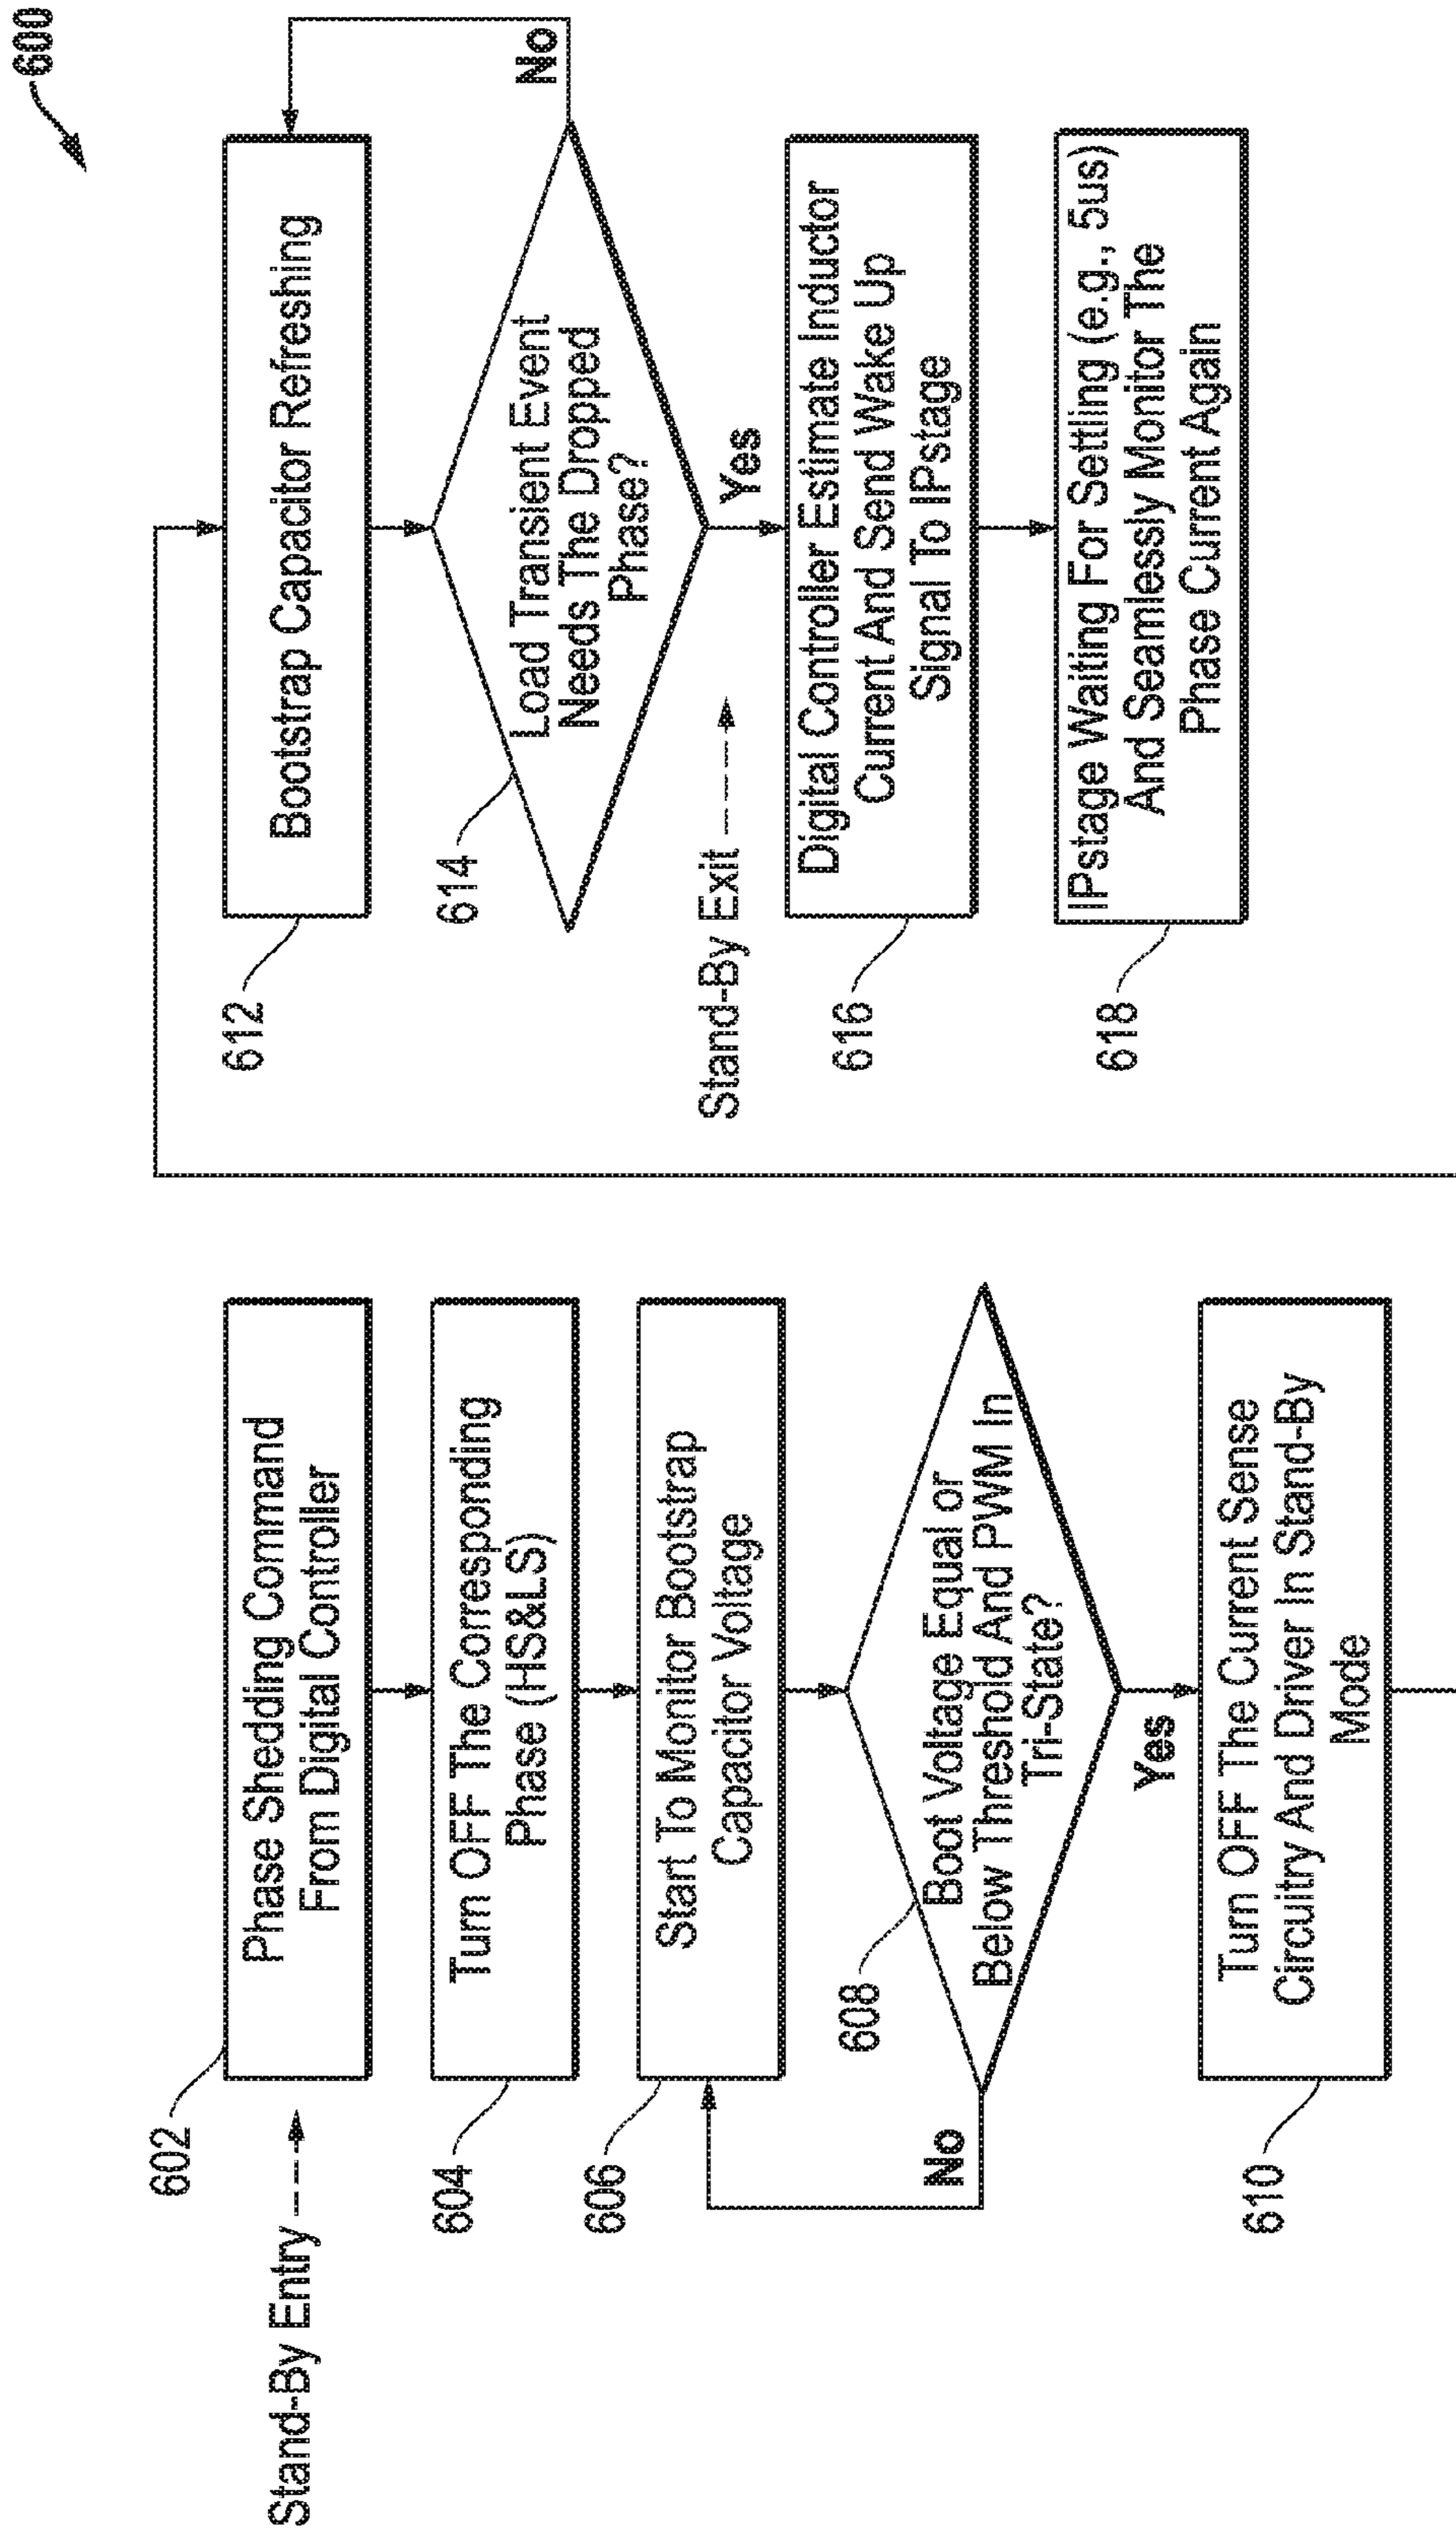 600
Stand-By Entry
602
Phase Shedding Command
From Digital Controller
604
Turn OFF The Corresponding
Phase (HS&LS)
606
Start To Monitor Bootstrap
Capacitor Voltage
608
Boot Voltage Equal or
Below Threshold And PWM In
Tri-State?
No
Yes
610
Turn OFF The Current Sense
Circuitry And Driver In Stand-By
Mode
612
Bootstrap Capacitor Refreshing
614
Load Transient Event
Needs The Dropped
Phase?
No
Yes
Stand-By Exit
616
Digital Controller Estimate Inductor
Current And Send Wake Up
Signal To IPstage
618
IPstage Waiting For Settling (e.g., 5us)
And Seamlessly Monitor The
Phase Current Again